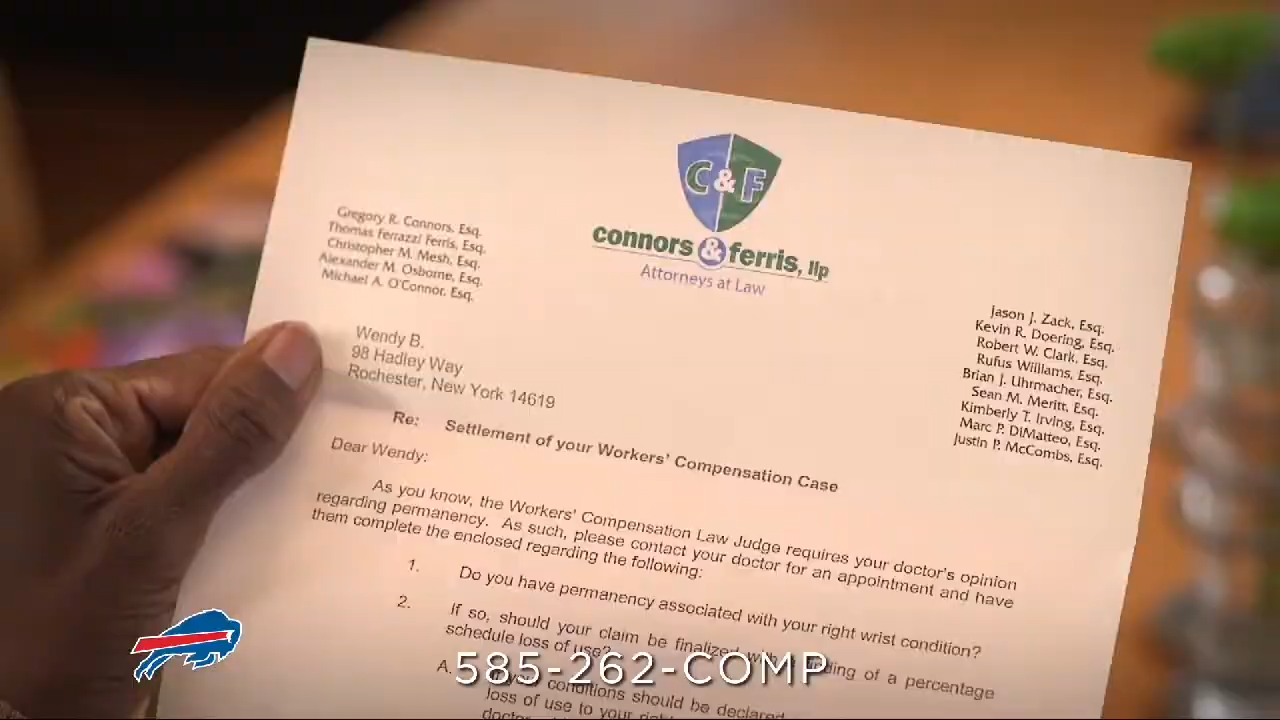 C & F
connors & ferris, llp
Attorneys at Law
Gregory R. Connors, Esq.
Thomas Ferrazzi Ferris, Esq.
Christopher M. Mesh, Esq.
Alexander M. Osborne, Esq.
Michael A. O'Connor, Esq.
Jason J. Zack, Esq.
Kevin R. Doering, Esq.
Robert W. Clark, Esq.
Rufus Williams, Esq.
Brian J. Uhrmacher, Esq.
Sean M. Meritt, Esq.
Kimberly T. Irving, Esq.
Marc P. DiMatteo, Esq.
Justin P. McCombs, Esq.
Wendy B.
98 Hadley Way
Rochester, New York 14619
Re: Settlement of your Workers' Compensation Case
Dear Wendy:
As you know, the Workers' Compensation Law Judge requires your doctor's opinion
regarding permanency. As such, please contact your doctor for an appointment and have
them complete the enclosed regarding the following:
1. Do you have permanency associated with your right wrist condition?
2. If so, should your claim be finalized of a percentage
schedule loss of use?
A. conditions should be declared
loss of use to your
585-262-COMP